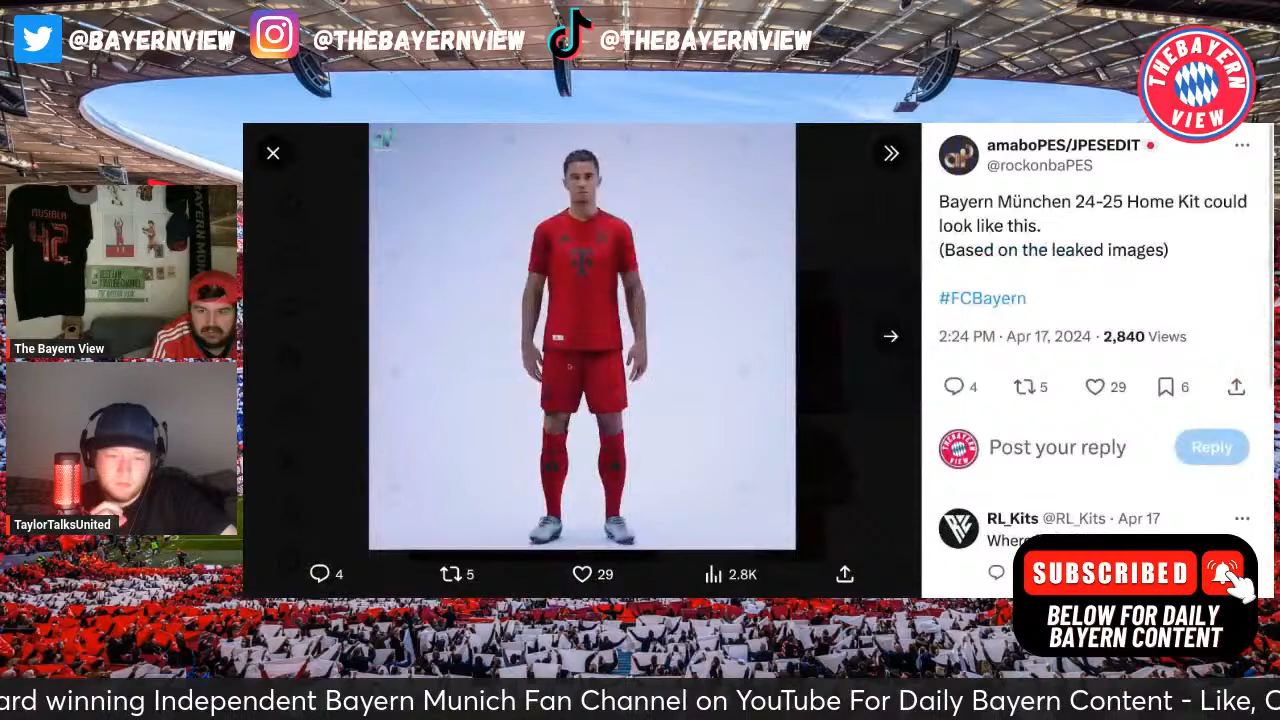 @BAYERNVIEW
@THEBAYERNVIEW
@THEBAYERNVIEW
THEBAYERN
VIEW
amaboPES/JPESEDIT
@rockonbaPES
Bayern München 24-25 Home Kit could
look like this.
(Based on the leaked images)
#FCBayern
2:24 PM · Apr 17, 2024 · 2,840 Views
4
5
29
6
Post your reply
Reply
RL_Kits @RL_Kits · Apr 17
4
5
29
2.8K
MUSIALA
42
The Bayern View
TaylorTalksUnited
T
SUBSCRIBED
BELOW FOR DAILY
BAYERN CONTENT
winning Independent Bayern Munich Fan Channel on YouTube For Daily Bayern Content - Like,